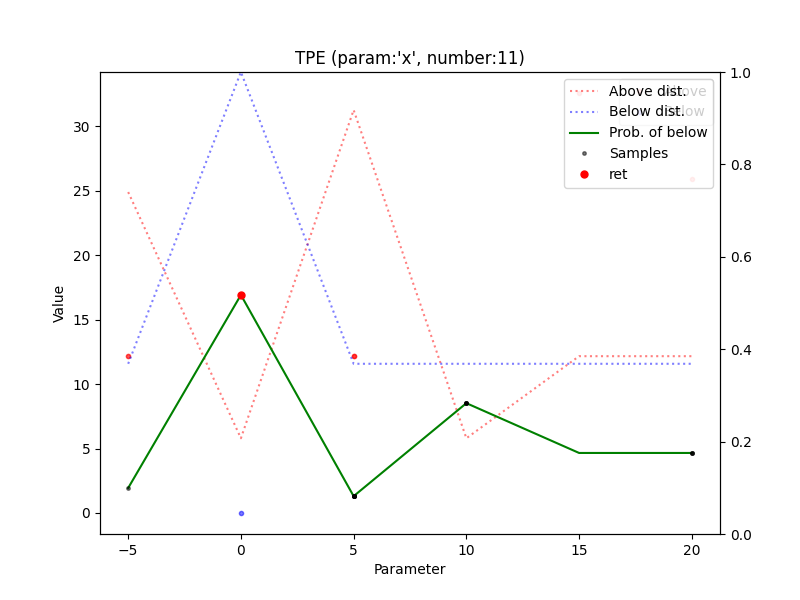 TPE (param:'x', number:11)
Above dist.
Above
Below dist.
Below
Prob. of below
Samples
ret
Value
30
25
20
15
10
5
0
1.0
0.8
0.6
0.4
0.2
0.0
−5 0 5 10 15 20
Parameter